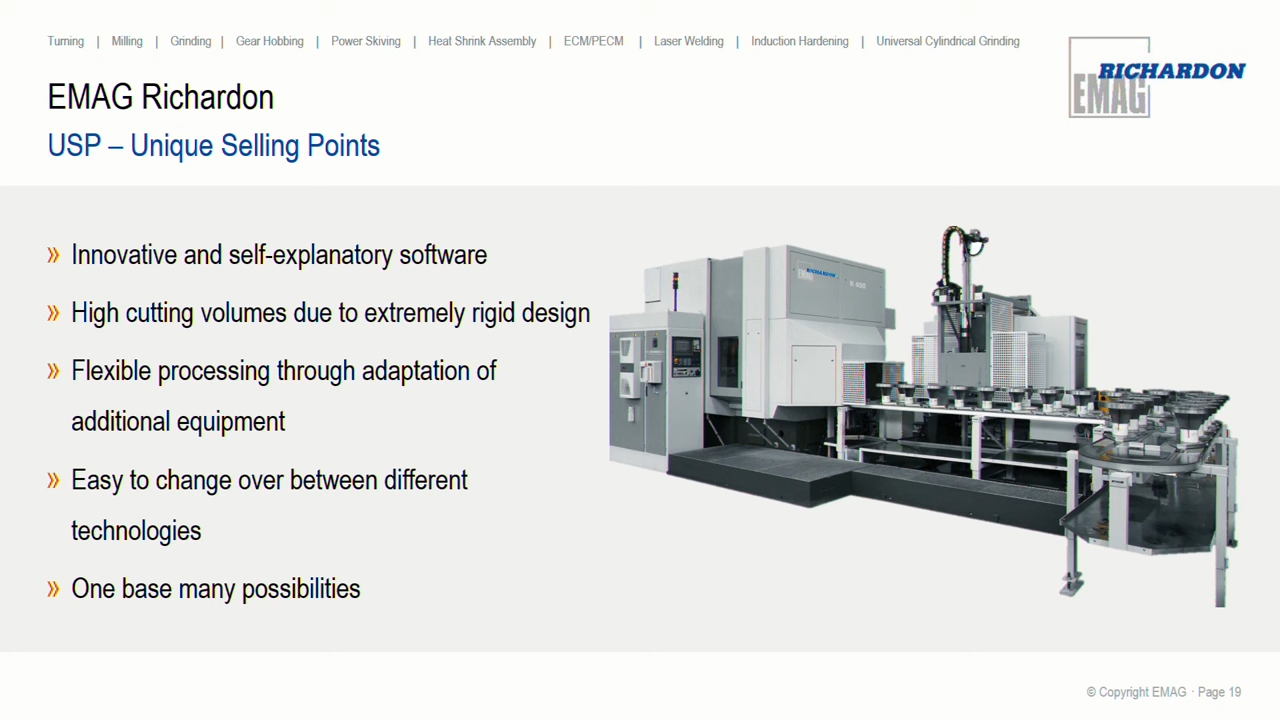 Turning | Milling | Grinding | Gear Hobbing | Power Skiving | Heat Shrink Assembly | ECM/PECM | Laser Welding | Induction Hardening | Universal Cylindrical Grinding
RICHARDON
EMAG
EMAG Richardon
USP – Unique Selling Points
» Innovative and self-explanatory software
» High cutting volumes due to extremely rigid design
» Flexible processing through adaptation of
additional equipment
» Easy to change over between different
technologies
» One base many possibilities
RICHARDON
EMAG
© Copyright EMAG · Page 19